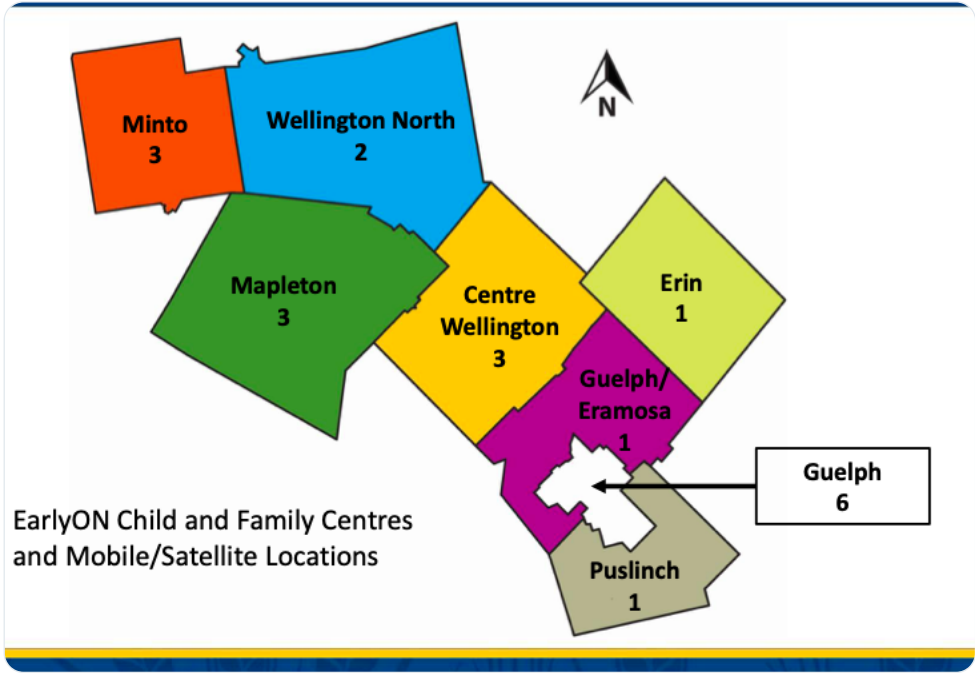 N
Minto
3
Wellington North
2
Mapleton
3
Centre
Wellington
3
Erin
1
Guelph/
Eramosa
1
Guelph
6
Puslinch
1
EarlyON Child and Family Centres
and Mobile/Satellite Locations